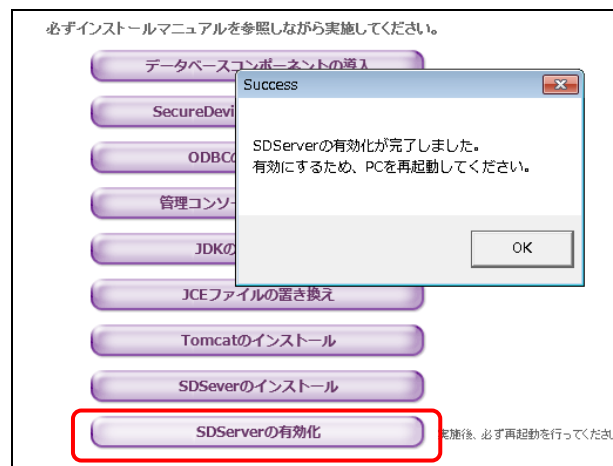 必ずインストールマニュアルを参照しながら実施してください。
データベースコンポーネントの導入
Success
SecureDevi
SDServerの有効化が完了しました。
有効にするため、PCを再起動してください。
ODBCの
管理コンソー
OK
JDKの
JCEファイルの置き換え
Tomcatのインストール
SDSeverのインストール
SDServerの有効化
実施後、必ず再起動を行ってくださ